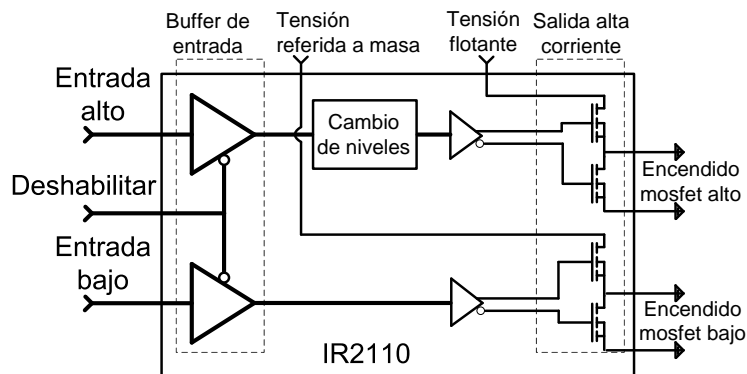 Buffer de
entrada
Tensión
referida a masa
Tensión
flotante
Salida alta
corriente
Entrada
alto
Cambio
de niveles
Encendido
mosfet alto
Deshabilitar
Entrada
bajo
Encendido
mosfet bajo
IR2110